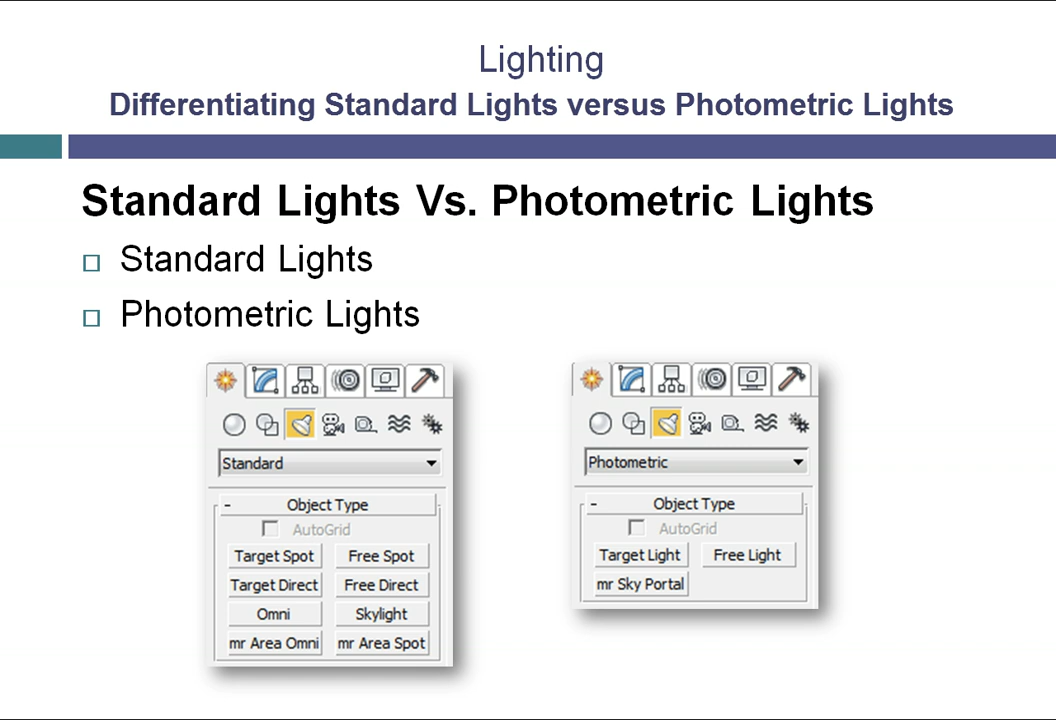 Lighting
Differentiating Standard Lights versus Photometric Lights
Standard Lights Vs. Photometric Lights
Standard Lights
Photometric Lights
Standard
- Object Type
AutoGrid
Target Spot Free Spot
Target Direct Free Direct
Omni Skylight
mr Area Omni mr Area Spot
Photometric
- Object Type
AutoGrid
Target Light Free Light
mr Sky Portal